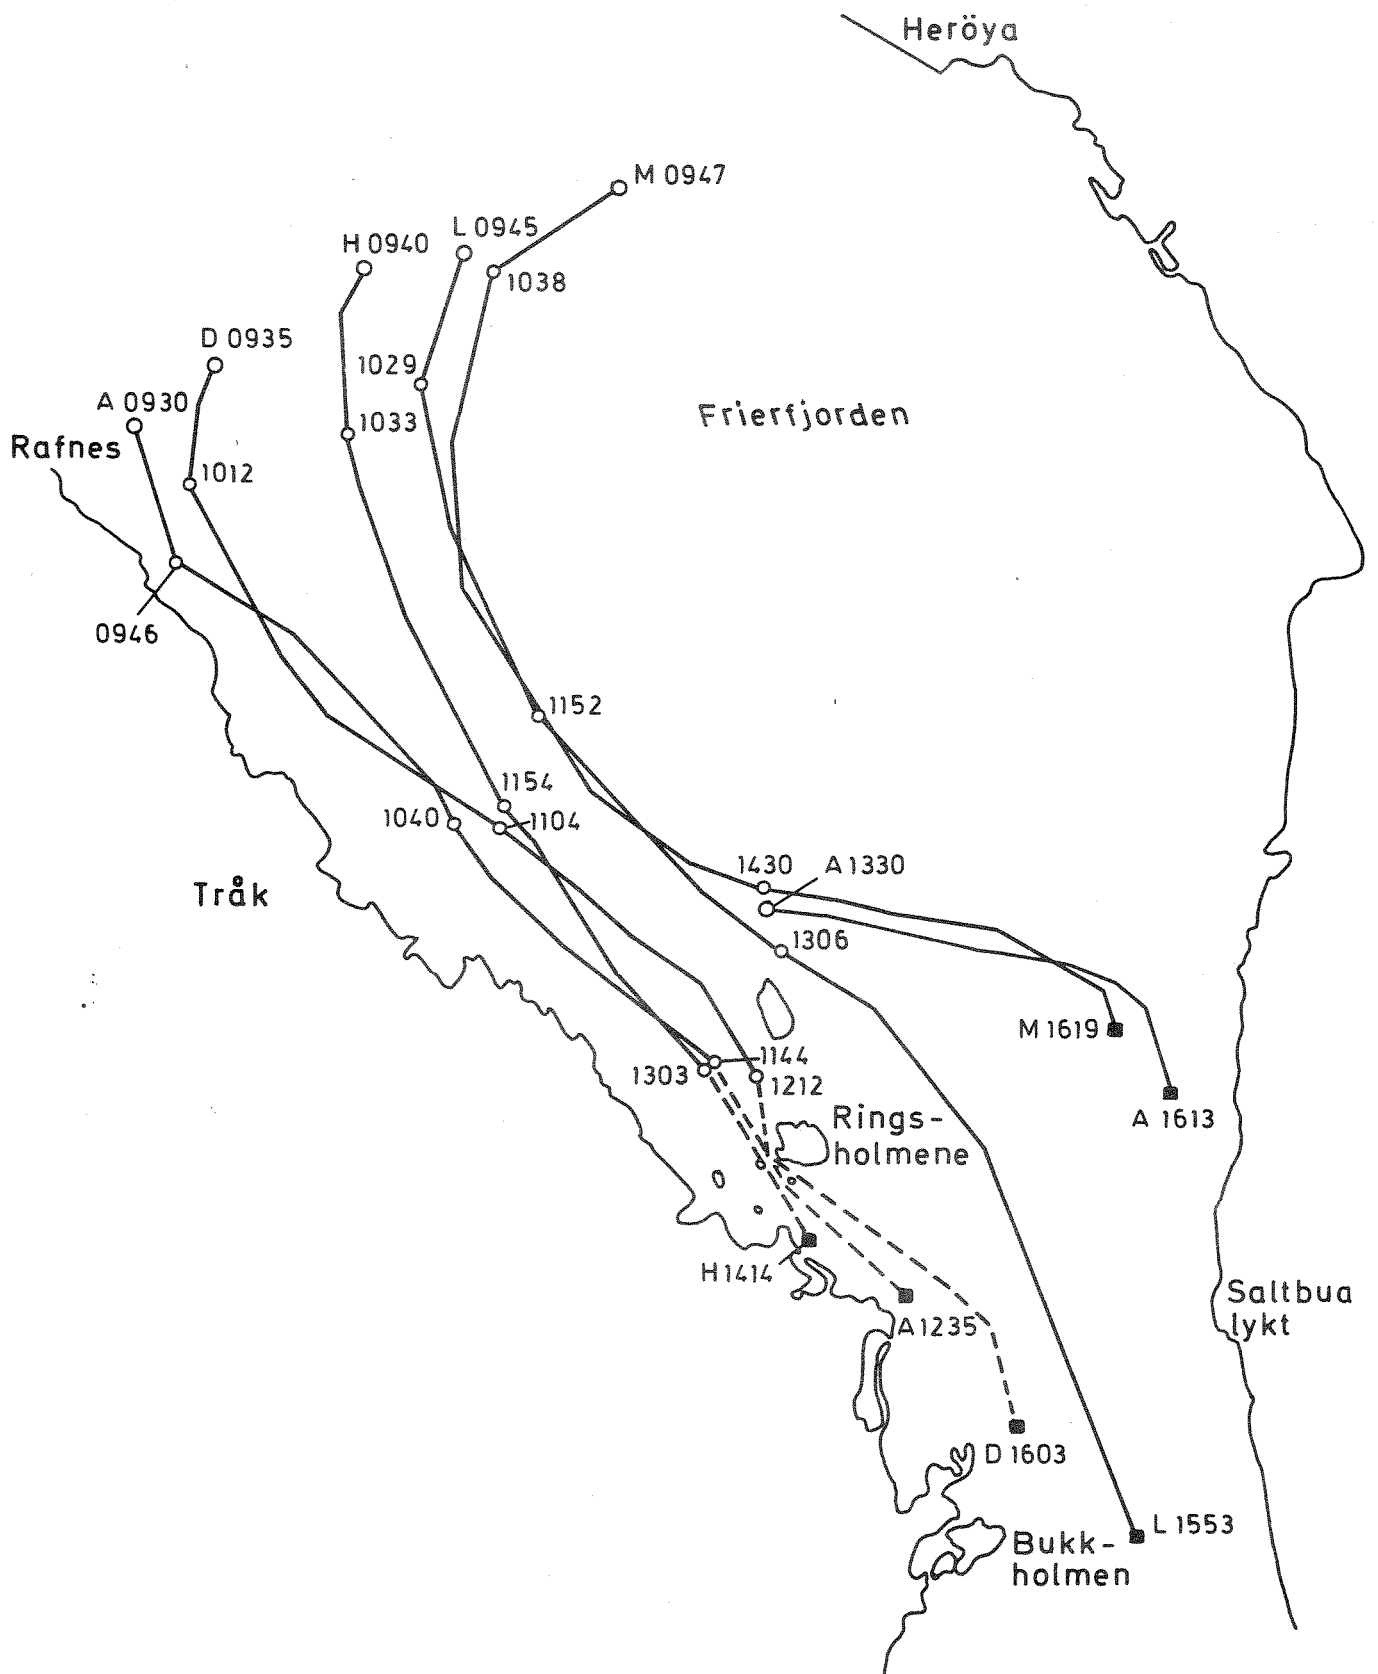 Heröya
M 0947
L 0945
H 0940
1038
D 0935
1029
A 0930
Frierfjorden
1033
Rafnes
1012
0946
1152
1154
1040
1104
1430
A 1330
Tråk
1306
M 1619
1144
1303
1212
A 1613
Rings-
holmene
H 1414
Saltbua
lykt
A 1235
D 1603
L 1553
Bukk-
holmen